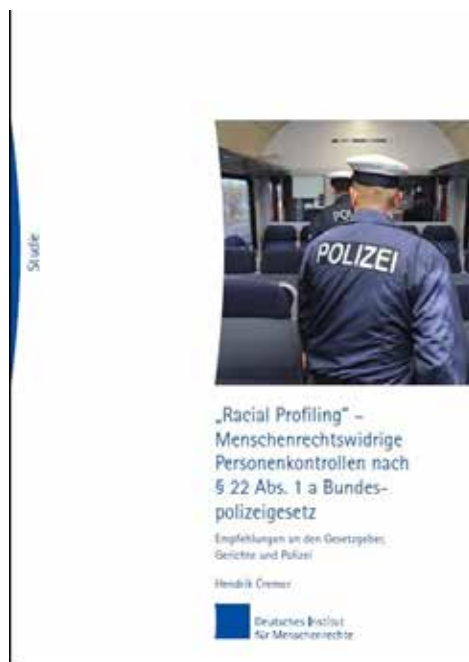 Studie
POLIZEI
„Racial Profiling" –
Menschenrechtswidrige
Personenkontrollen nach
§ 22 Abs. 1 a Bundes-
polizeigesetz
Empfehlungen an den Gesetzgeber,
Gerichte und Polizei
Hendrik Cremer
Deutsches Institut
für Menschenrechte